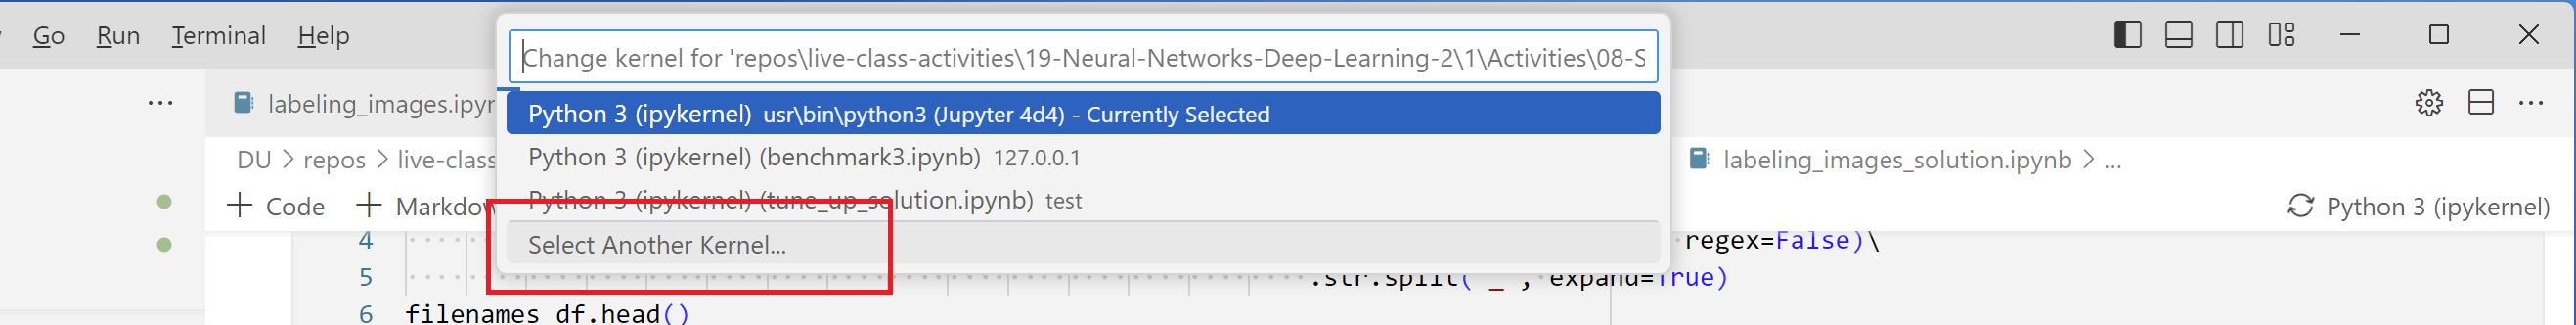 Go Run Terminal Help
Change kernel for 'repos\live-class-activities\19-Neural-Networks-Deep-Learning-2\1\Activities\08-S
labeling_images.ipyn
Python 3 (ipykernel) usr\bin\python3 (Jupyter 4d4) - Currently Selected
Python 3 (ipykernel) (benchmark3.ipynb) 127.0.0.1
DU > repos > live-class
labeling_images_solution.ipynb > ...
Python 3 (ipykernel) (tune_up_solution.ipynb) test
+ Code + Markdow
Python 3 (ipykernel)
Select Another Kernel...
4 regex=False)\
5 .str.split('_', expand=True)
6 filenames_df.head()